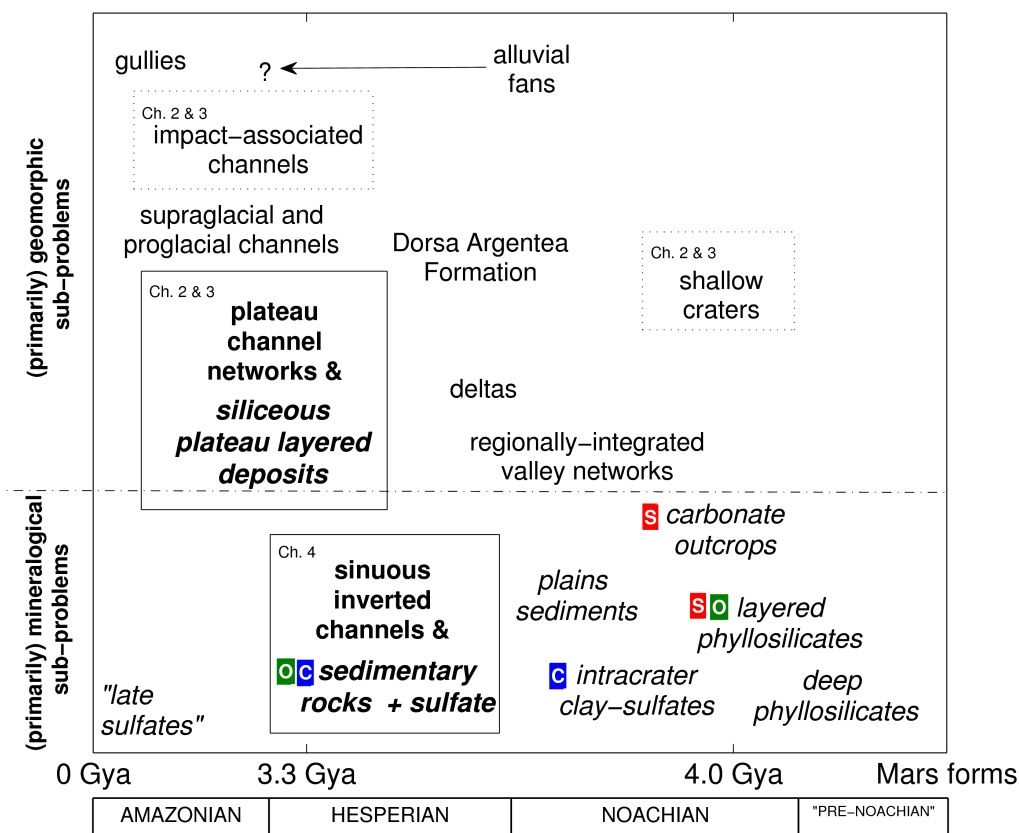 gullies
?
alluvial
fans
Ch. 2 & 3
impact−associated
channels
supraglacial and
proglacial channels
Dorsa Argentea
Formation
Ch. 2 & 3
shallow
craters
Ch. 2 & 3
plateau
channel
networks &
siliceous
plateau layered
deposits
deltas
regionally−integrated
valley networks
(primarily) geomorphic
sub−problems
(primarily) mineralogical
sub−problems
S carbonate
outcrops
Ch. 4
sinuous
inverted
channels &
O C sedimentary
rocks + sulfate
plains
sediments
S O layered
phyllosilicates
C intracrater
clay−sulfates
deep
phyllosilicates
"late
sulfates"
0 Gya 3.3 Gya 4.0 Gya Mars forms
AMAZONIAN HESPERIAN NOACHIAN "PRE−NOACHIAN"